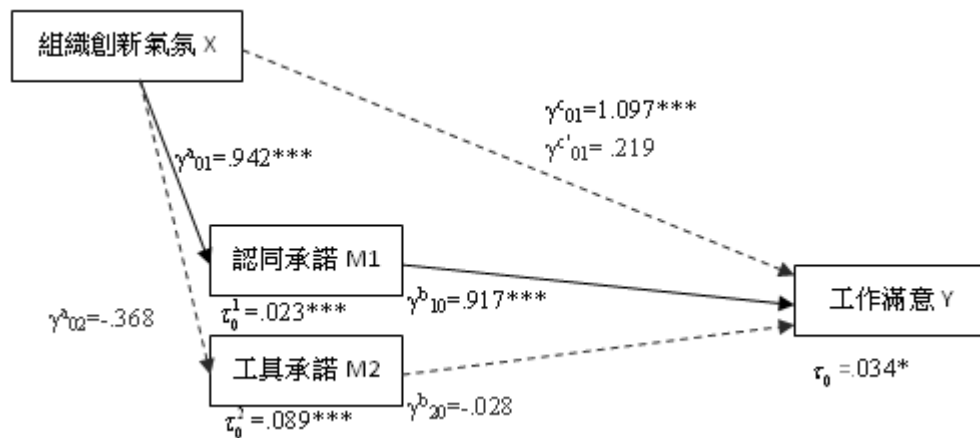 組織創新氣氛 X
γᶜ₀₁=1.097***
γᶜ'₀₁= .219
γᵃ₀₁=.942***
認同承諾 M1
τ₀¹=.023***
γᵇ₁₀=.917***
工作滿意 Y
γᵃ₀₂=-.368
工具承諾 M2
τ₀ =.034*
τ₀² =.089***
γᵇ₂₀=-.028